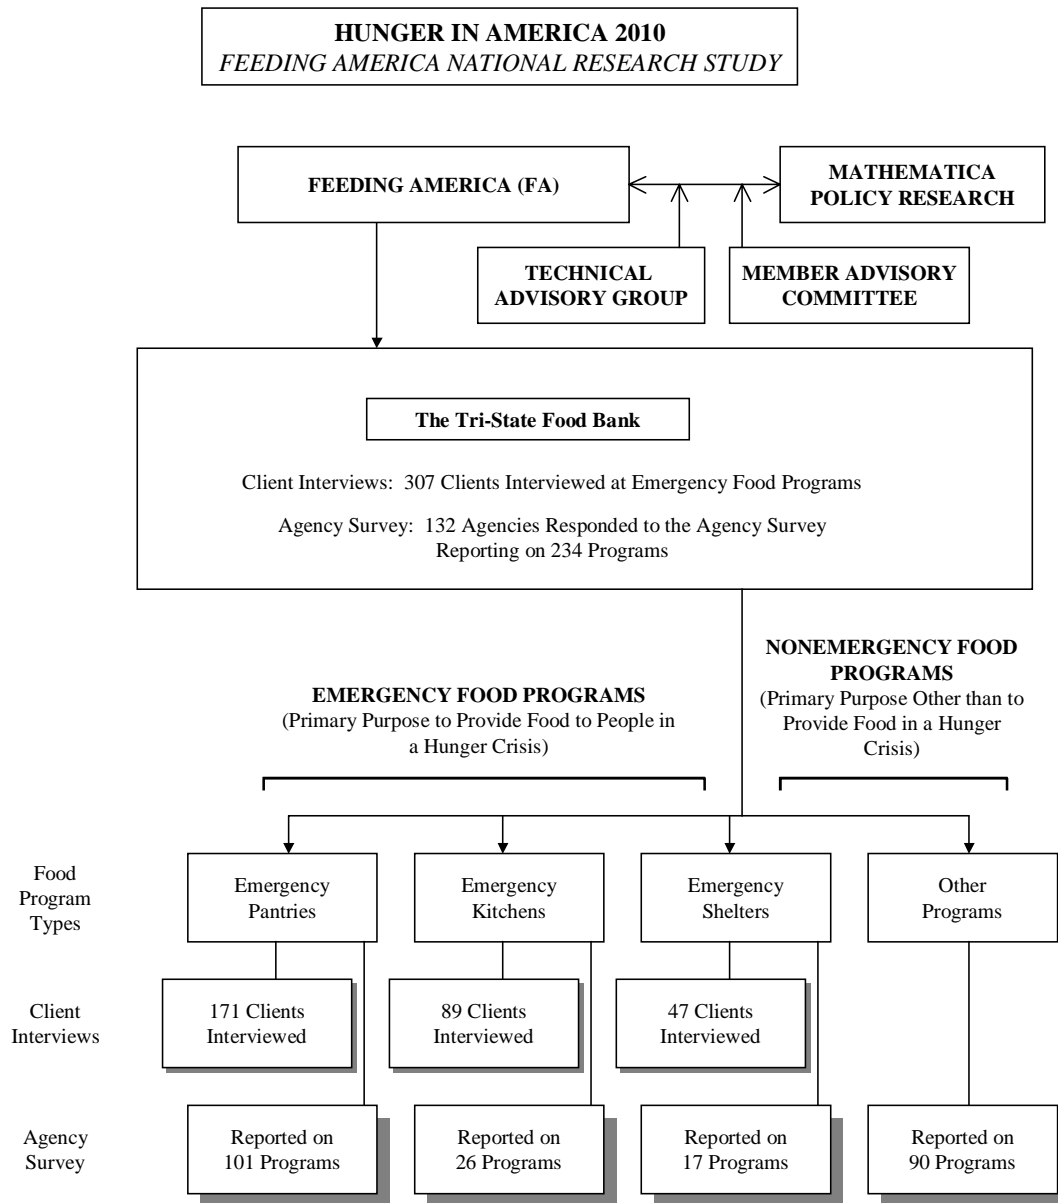 HUNGER IN AMERICA 2010
FEEDING AMERICA NATIONAL RESEARCH STUDY
FEEDING AMERICA (FA)
MATHEMATICA
POLICY RESEARCH
TECHNICAL
ADVISORY GROUP
MEMBER ADVISORY
COMMITTEE
The Tri-State Food Bank
Client Interviews: 307 Clients Interviewed at Emergency Food Programs
Agency Survey: 132 Agencies Responded to the Agency Survey
Reporting on 234 Programs
EMERGENCY FOOD PROGRAMS
(Primary Purpose to Provide Food to People in
a Hunger Crisis)
NONEMERGENCY FOOD
PROGRAMS
(Primary Purpose Other than to
Provide Food in a Hunger
Crisis)
Food
Program
Types
Emergency
Pantries
Emergency
Kitchens
Emergency
Shelters
Other
Programs
Client
Interviews
171 Clients
Interviewed
89 Clients
Interviewed
47 Clients
Interviewed
Agency
Survey
Reported on
101 Programs
Reported on
26 Programs
Reported on
17 Programs
Reported on
90 Programs